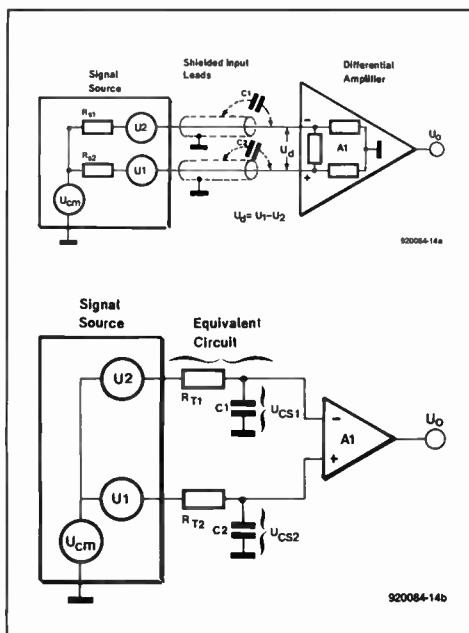 Signal
Source
Shielded Input
Leads
Differential
Amplifier
Rs1
U2
C1
Rs2
U1
C2
Ud
Ucm
−
+
A1
Uo
Ud= U1−U2
920084-14a
Signal
Source
Equivalent
Circuit
U2
RT1
C1
UCS1
U1
RT2
C2
UCS2
Ucm
−
+
A1
Uo
920084-14b